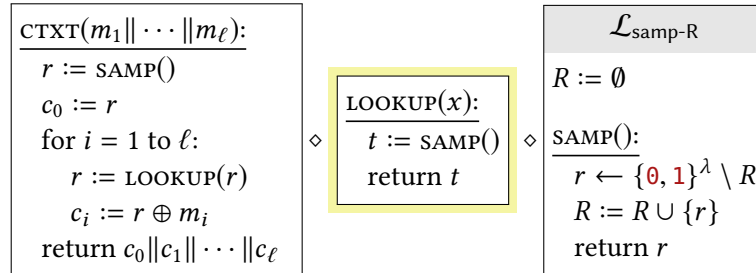 CTXT(m₁‖ · · · ‖mℓ):
r := SAMP()
c₀ := r
for i = 1 to ℓ:
r := LOOKUP(r)
cᵢ := r ⊕ mᵢ
return c₀‖c₁‖ · · · ‖cℓ
⋄
LOOKUP(x):
t := SAMP()
return t
⋄
𝓛samp-R
R := ∅
SAMP():
r ← {0, 1}^λ \ R
R := R ∪ {r}
return r